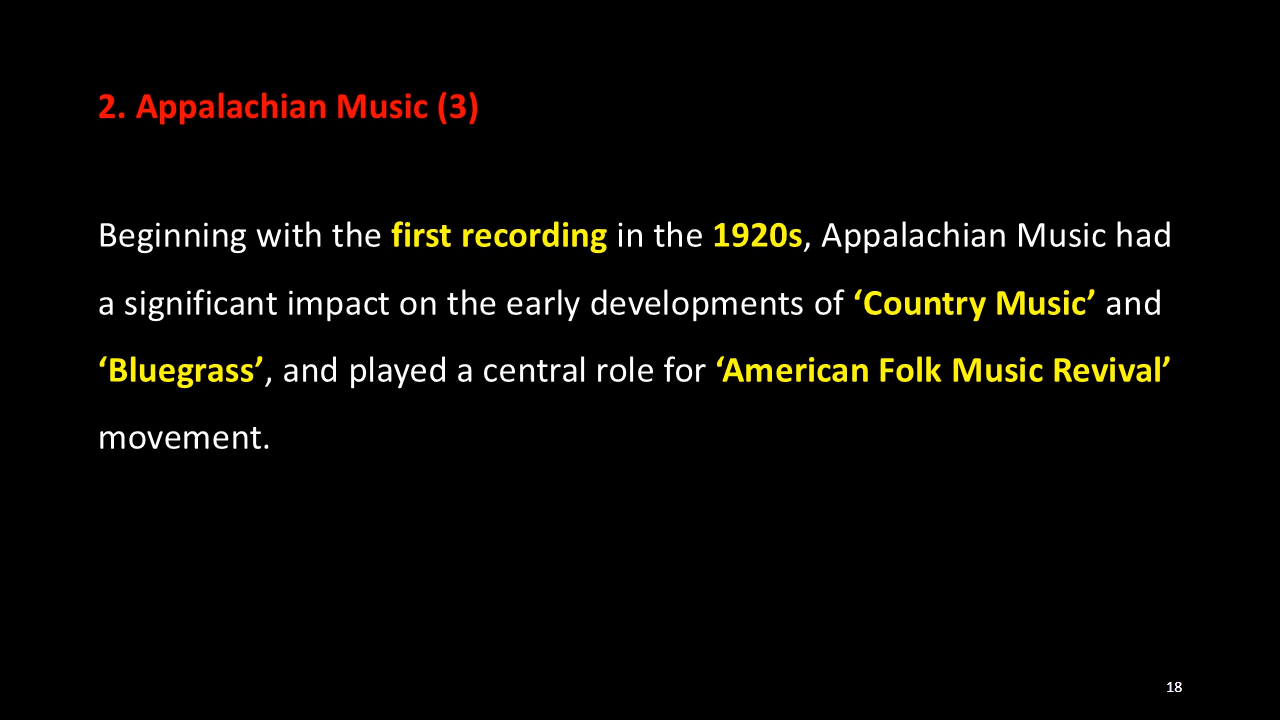 2. Appalachian Music (3)
Beginning with the first recording in the 1920s, Appalachian Music had
a significant impact on the early developments of ‘Country Music’ and
‘Bluegrass’, and played a central role for ‘American Folk Music Revival’
movement.
18